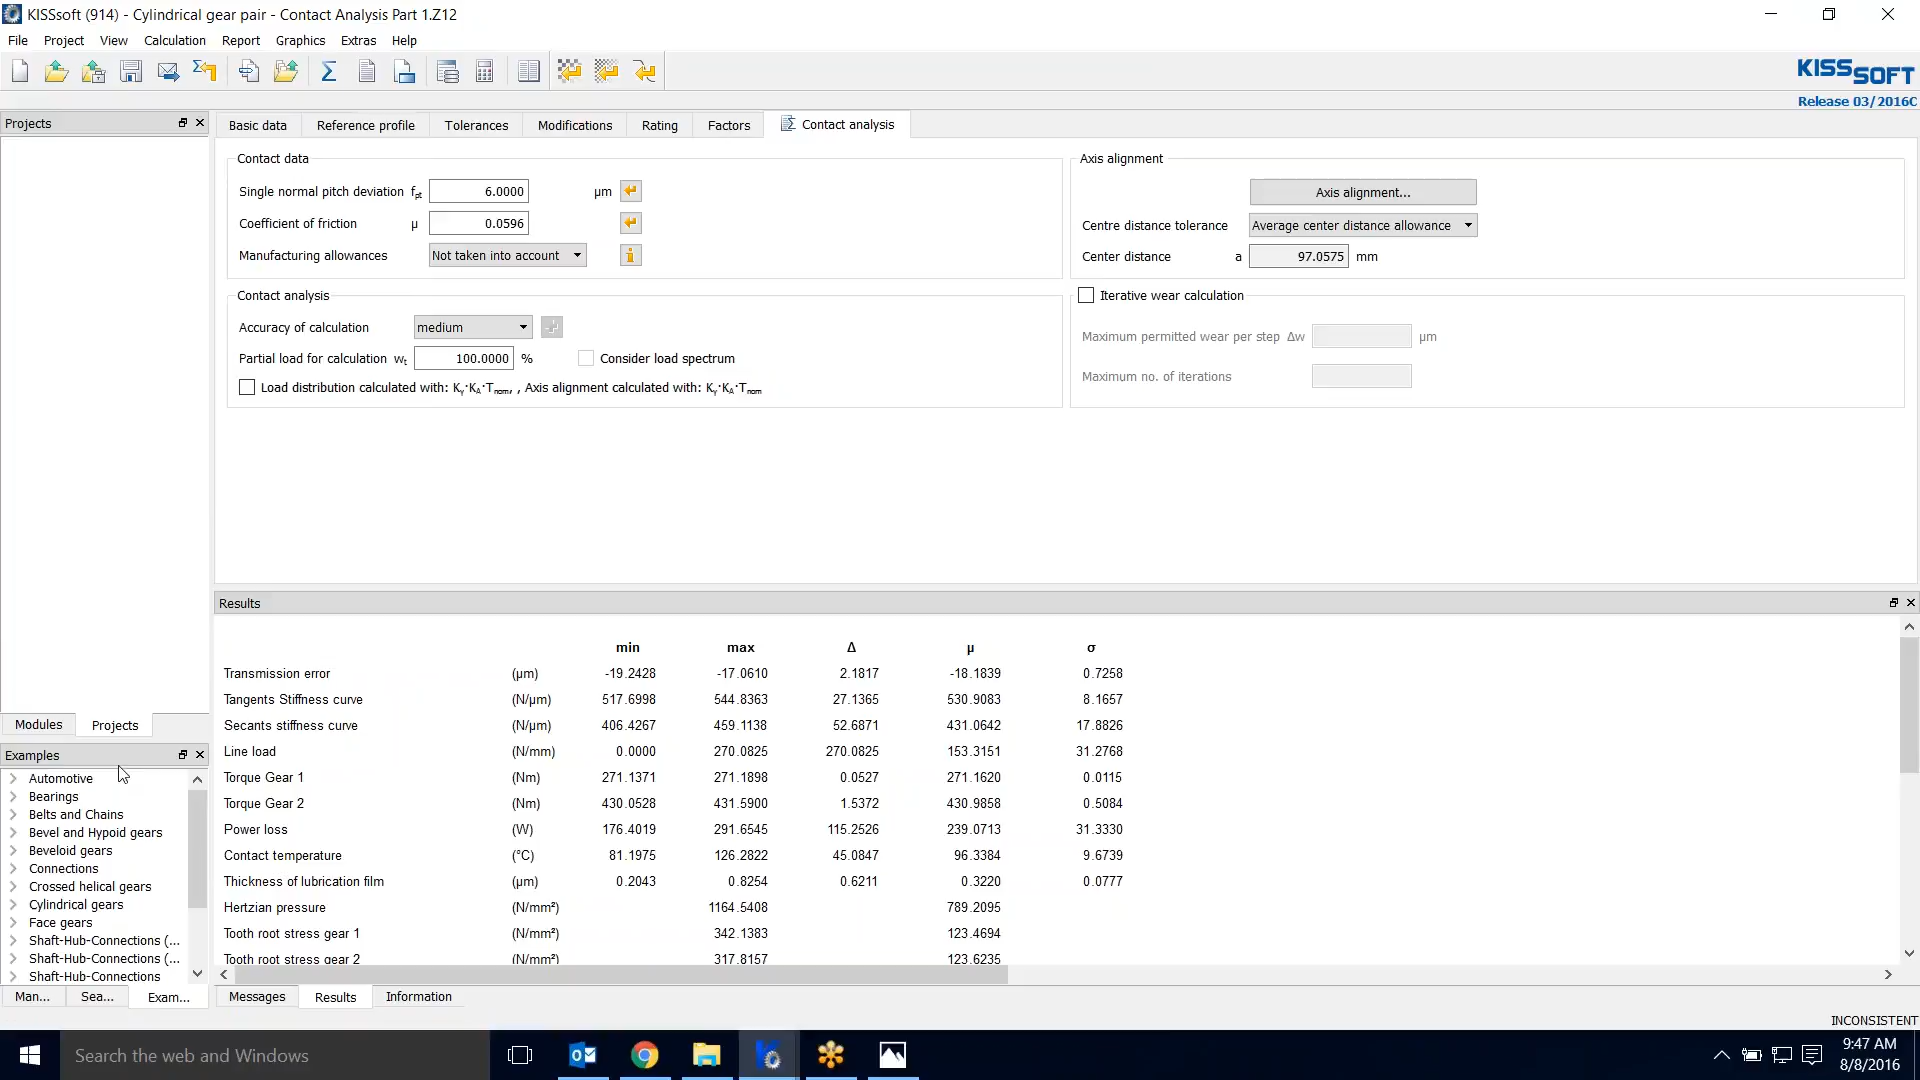 KISSsoft (914) - Cylindrical gear pair - Contact Analysis Part 1.Z12
File Project View Calculation Report Graphics Extras Help
KISSSOFT
Release 03/2016C
Projects
Basic data Reference profile Tolerances Modifications Rating Factors Contact analysis
Contact data
Single normal pitch deviation fpt 6.0000 µm
Coefficient of friction µ 0.0596
Manufacturing allowances Not taken into account
Axis alignment
Axis alignment...
Centre distance tolerance Average center distance allowance
Center distance a 97.0575 mm
Contact analysis
Accuracy of calculation medium
Partial load for calculation wt 100.0000 % Consider load spectrum
Load distribution calculated with: Kγ·KA·Tnom, , Axis alignment calculated with: Kγ·KA·Tnom
Iterative wear calculation
Maximum permitted wear per step Δw µm
Maximum no. of iterations
Modules Projects
Examples
Automotive
Bearings
Belts and Chains
Bevel and Hypoid gears
Beveloid gears
Connections
Crossed helical gears
Cylindrical gears
Face gears
Shaft-Hub-Connections (...
Shaft-Hub-Connections (...
Shaft-Hub-Connections
Man... Sea... Exam...
Results
min max Δ µ σ
Transmission error (µm) -19.2428 -17.0610 2.1817 -18.1839 0.7258
Tangents Stiffness curve (N/µm) 517.6998 544.8363 27.1365 530.9083 8.1657
Secants stiffness curve (N/µm) 406.4267 459.1138 52.6871 431.0642 17.8826
Line load (N/mm) 0.0000 270.0825 270.0825 153.3151 31.2768
Torque Gear 1 (Nm) 271.1371 271.1898 0.0527 271.1620 0.0115
Torque Gear 2 (Nm) 430.0528 431.5900 1.5372 430.9858 0.5084
Power loss (W) 176.4019 291.6545 115.2526 239.0713 31.3330
Contact temperature (°C) 81.1975 126.2822 45.0847 96.3384 9.6739
Thickness of lubrication film (µm) 0.2043 0.8254 0.6211 0.3220 0.0777
Hertzian pressure (N/mm²) 1164.5408 789.2095
Tooth root stress gear 1 (N/mm²) 342.1383 123.4694
Tooth root stress gear 2 (N/mm²) 317.8157 123.6235
Messages Results Information
INCONSISTENT
Search the web and Windows
9:47 AM
8/8/2016